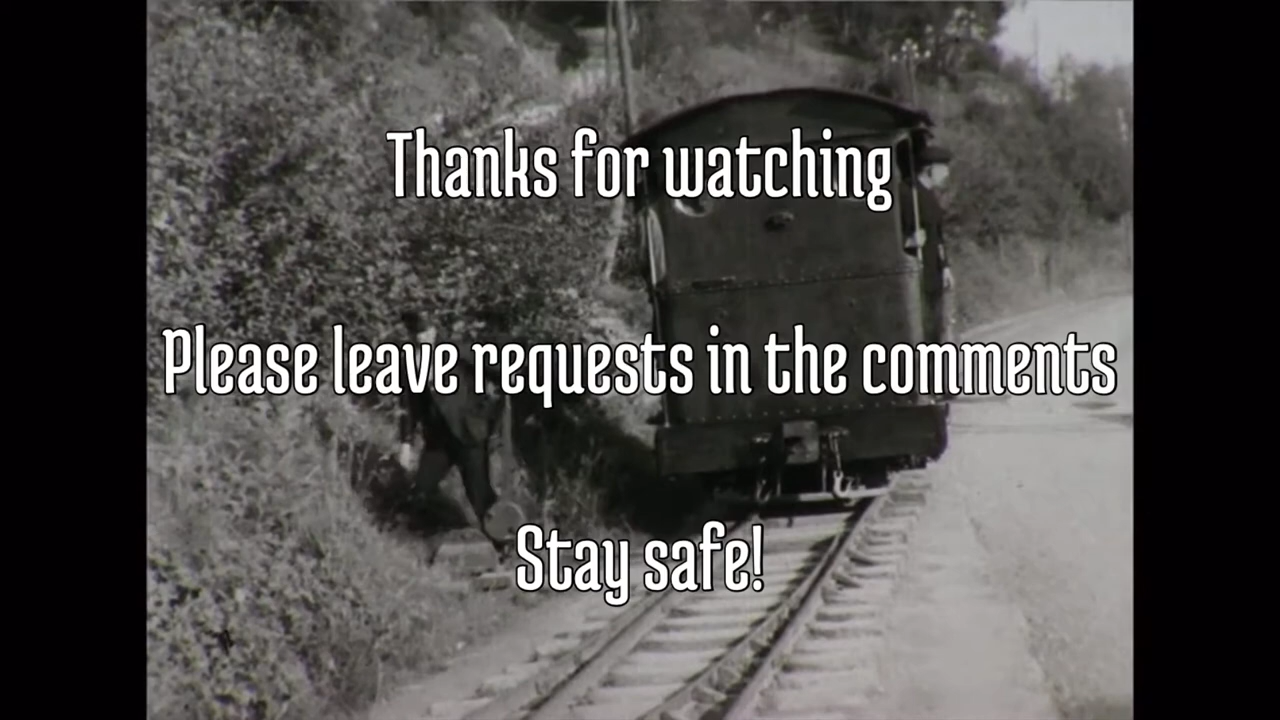 Thanks for watching
Please leave requests in the comments
Stay safe!